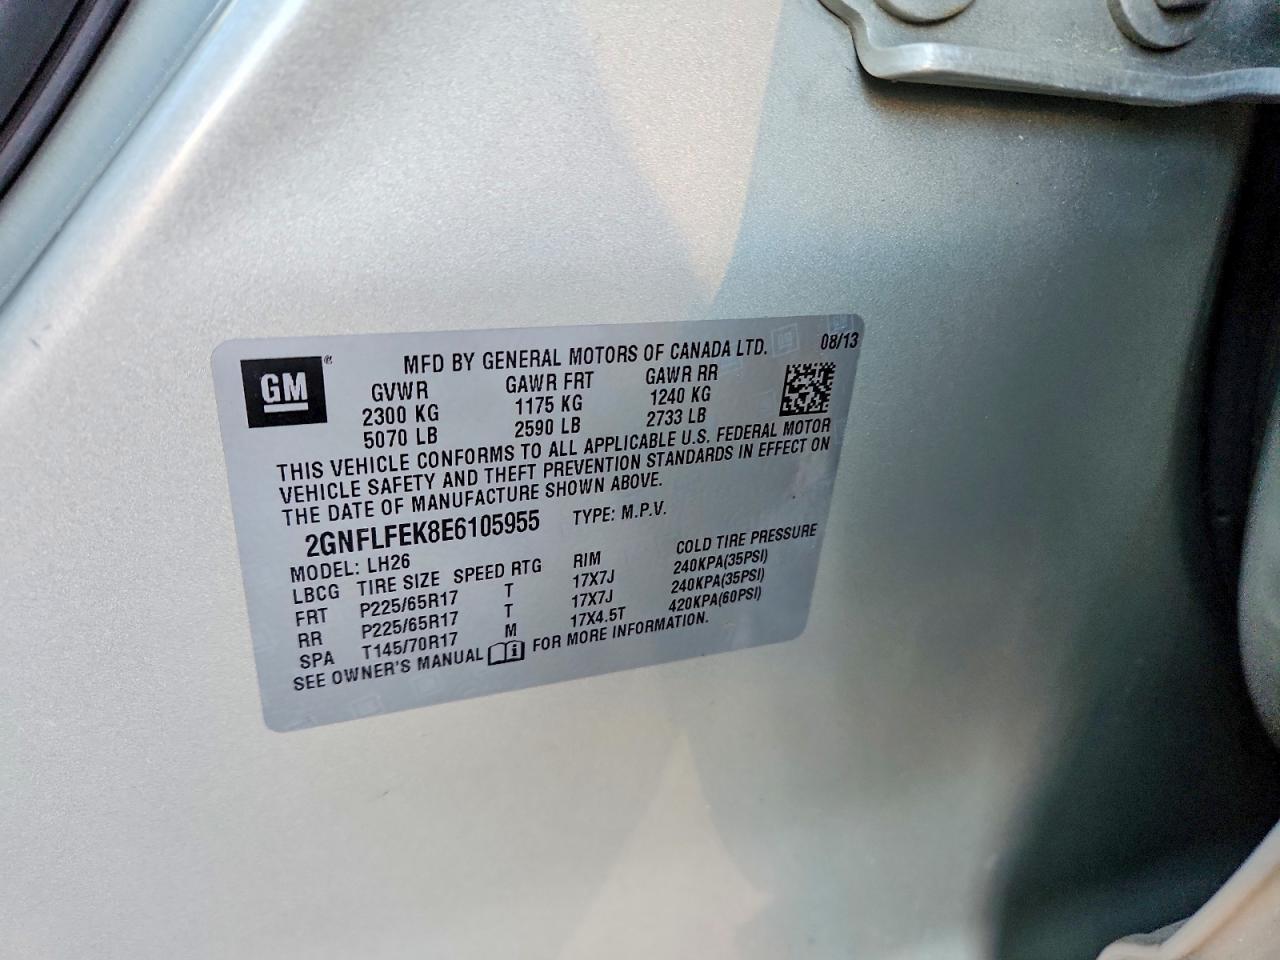 GM ®
MFD BY GENERAL MOTORS OF CANADA LTD. 08/13
GVWR GAWR FRT GAWR RR
2300 KG 1175 KG 1240 KG
5070 LB 2590 LB 2733 LB
THIS VEHICLE CONFORMS TO ALL APPLICABLE U.S. FEDERAL MOTOR
VEHICLE SAFETY AND THEFT PREVENTION STANDARDS IN EFFECT ON
THE DATE OF MANUFACTURE SHOWN ABOVE.
2GNFLFEK8E6105955 TYPE: M.P.V.
MODEL: LH26
LBCG TIRE SIZE SPEED RTG RIM COLD TIRE PRESSURE
FRT P225/65R17 T 17X7J 240KPA(35PSI)
RR P225/65R17 T 17X7J 240KPA(35PSI)
SPA T145/70R17 M 17X4.5T 420KPA(60PSI)
SEE OWNER'S MANUAL i FOR MORE INFORMATION.